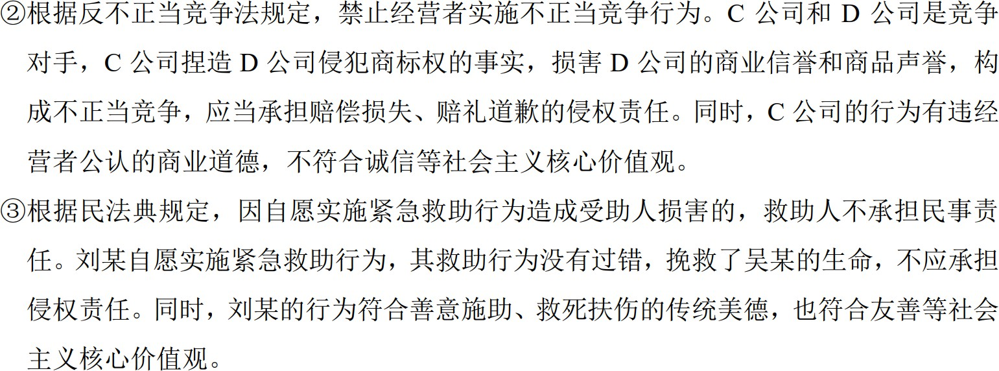 ②根据反不正当竞争法规定，禁止经营者实施不正当竞争行为。C 公司和 D 公司是竞争
对手，C 公司捏造 D 公司侵犯商标权的事实，损害 D 公司的商业信誉和商品声誉，构
成不正当竞争，应当承担赔偿损失、赔礼道歉的侵权责任。同时，C 公司的行为有违经
营者公认的商业道德，不符合诚信等社会主义核心价值观。
③根据民法典规定，因自愿实施紧急救助行为造成受助人损害的，救助人不承担民事责
任。刘某自愿实施紧急救助行为，其救助行为没有过错，挽救了吴某的生命，不应承担
侵权责任。同时，刘某的行为符合善意施助、救死扶伤的传统美德，也符合友善等社会
主义核心价值观。